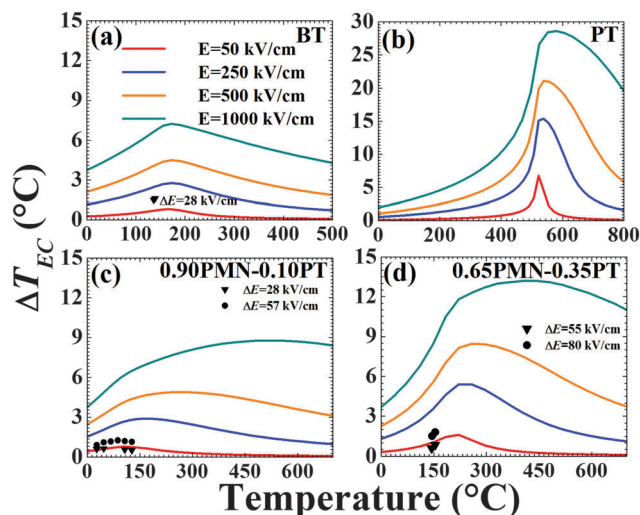 (a) BT
E=50 kV/cm
E=250 kV/cm
E=500 kV/cm
E=1000 kV/cm
ΔE=28 kV/cm
15
12
9
6
3
0
0 100 200 300 400 500
(b) PT
30
25
20
15
10
5
0
0 200 400 600 800
ΔT_EC (°C)
(c) 0.90PMN-0.10PT
ΔE=28 kV/cm
ΔE=57 kV/cm
15
12
9
6
3
0
0 150 300 450 600
(d) 0.65PMN-0.35PT
ΔE=55 kV/cm
ΔE=80 kV/cm
15
12
9
6
3
0
0 150 300 450 600
Temperature (°C)